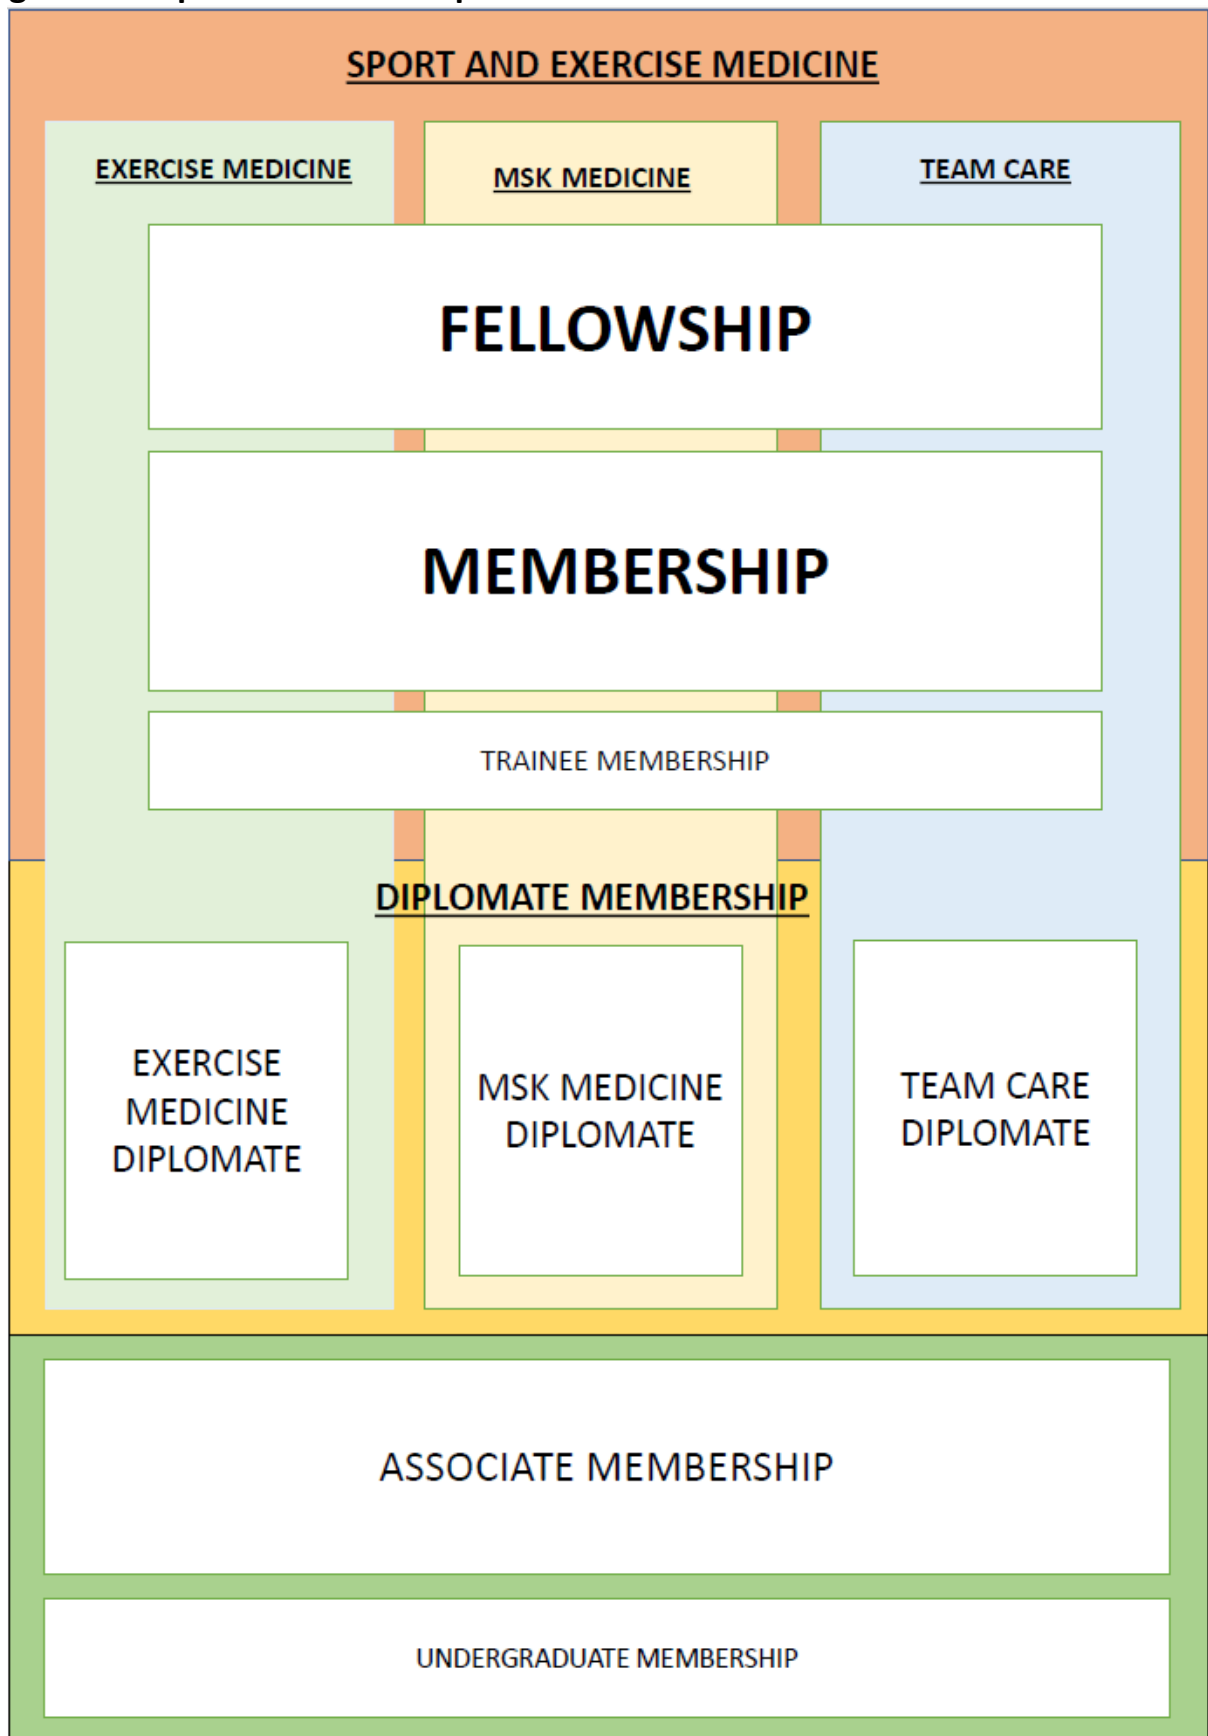 SPORT AND EXERCISE MEDICINE
EXERCISE MEDICINE
MSK MEDICINE
TEAM CARE
FELLOWSHIP
MEMBERSHIP
TRAINEE MEMBERSHIP
DIPLOMATE MEMBERSHIP
EXERCISE
MEDICINE
DIPLOMATE
MSK MEDICINE
DIPLOMATE
TEAM CARE
DIPLOMATE
ASSOCIATE MEMBERSHIP
UNDERGRADUATE MEMBERSHIP